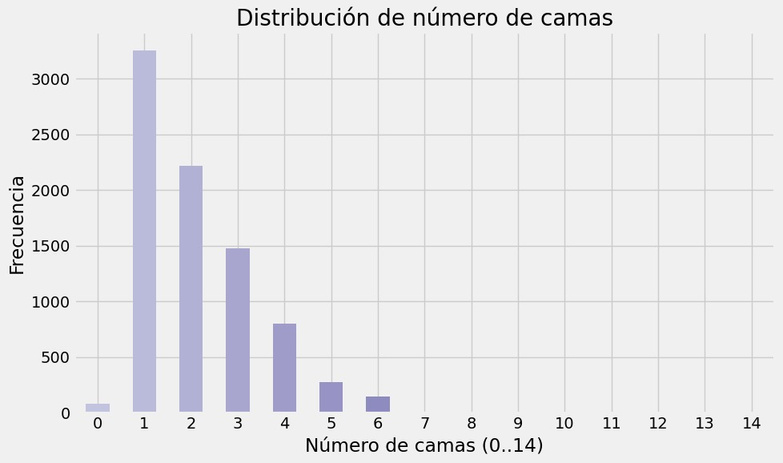 Distribución de número de camas
Frecuencia
3000
2500
2000
1500
1000
500
0
0 1 2 3 4 5 6 7 8 9 10 11 12 13 14
Número de camas (0..14)